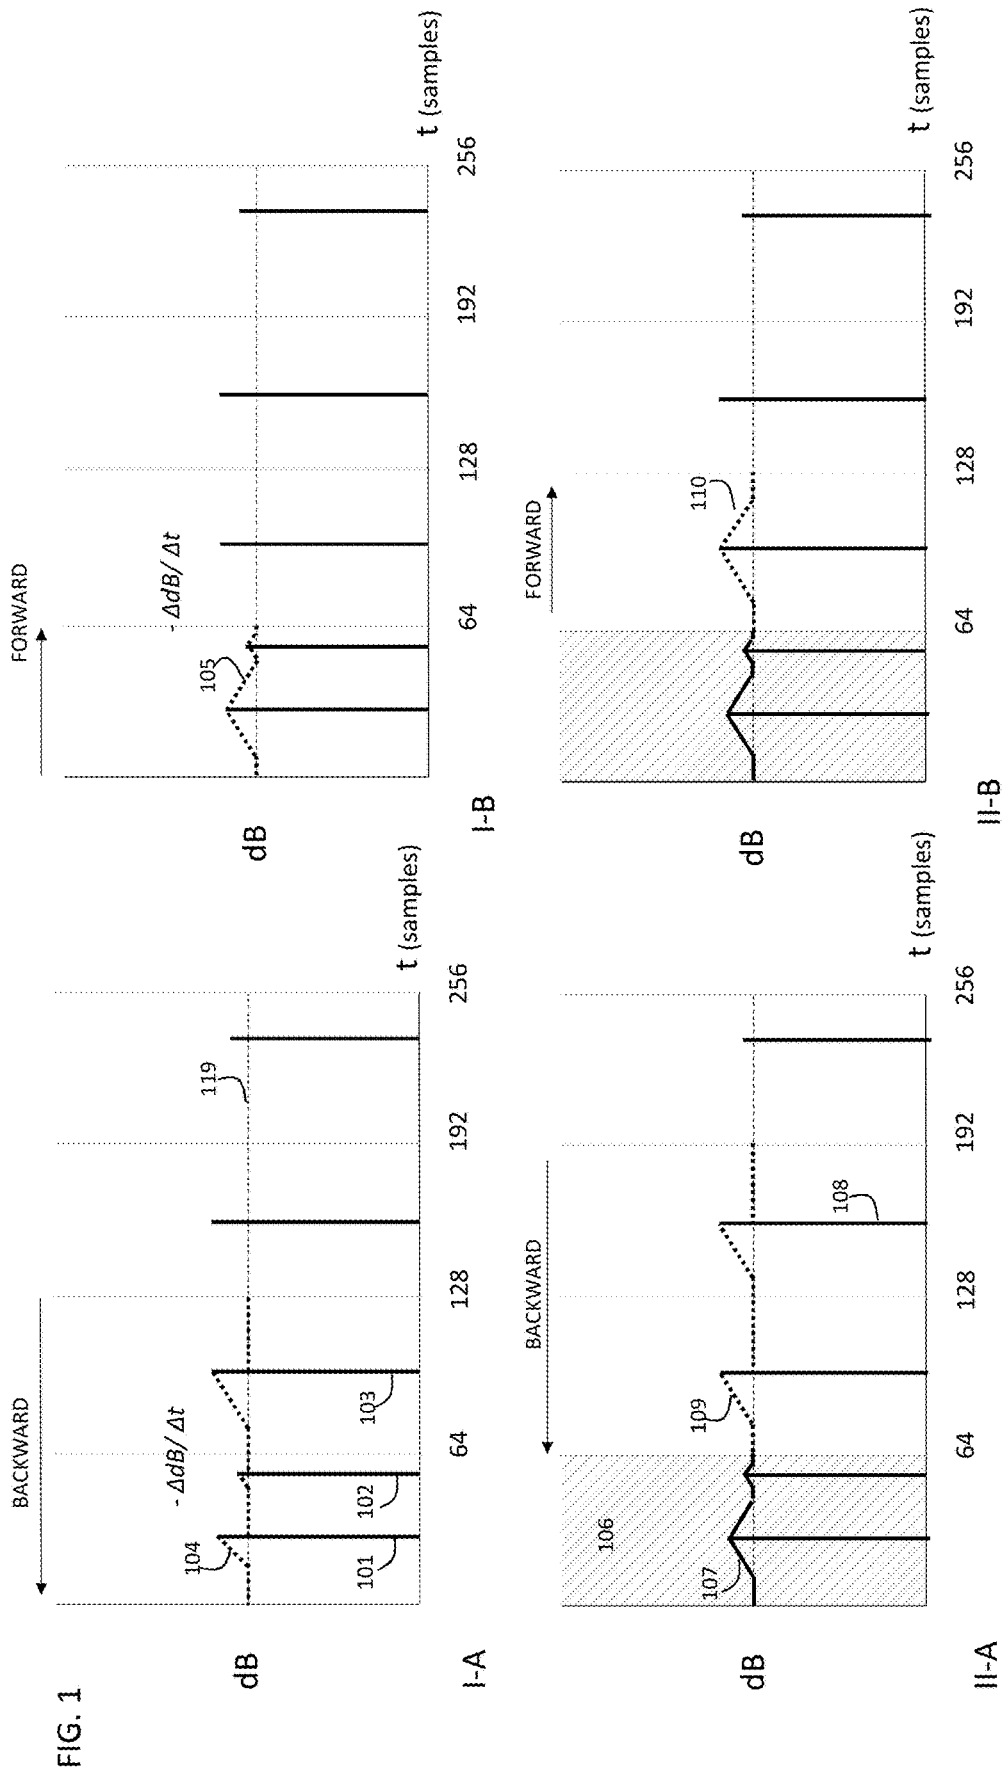 FIG. 1
BACKWARD
dB
104
- ΔdB/ Δt
119
101
102
103
64
128
192
256
t (samples)
I-A
FORWARD
dB
105
- ΔdB/ Δt
64
128
192
256
t (samples)
I-B
BACKWARD
106
dB
107
109
108
64
128
192
256
t (samples)
II-A
FORWARD
dB
110
64
128
192
256
t (samples)
III-B